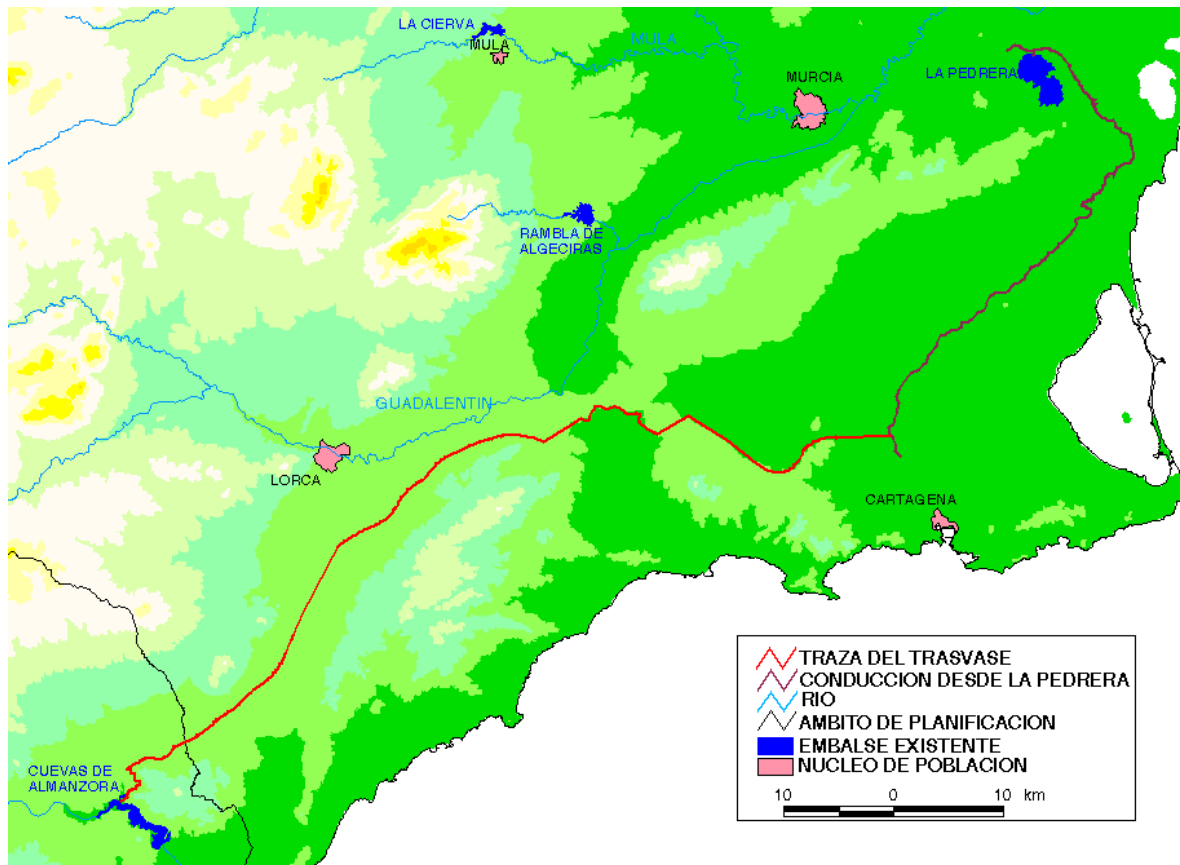 LA CIERVA
MULA
MULA
MURCIA
LA PEDRERA
RAMBLA DE
ALGECIRAS
GUADALENTIN
LORCA
CARTAGENA
CUEVAS DE
ALMANZORA
TRAZA DEL TRASVASE
CONDUCCION DESDE LA PEDRERA
RIO
AMBITO DE PLANIFICACION
EMBALSE EXISTENTE
NUCLEO DE POBLACION
10 0 10 km